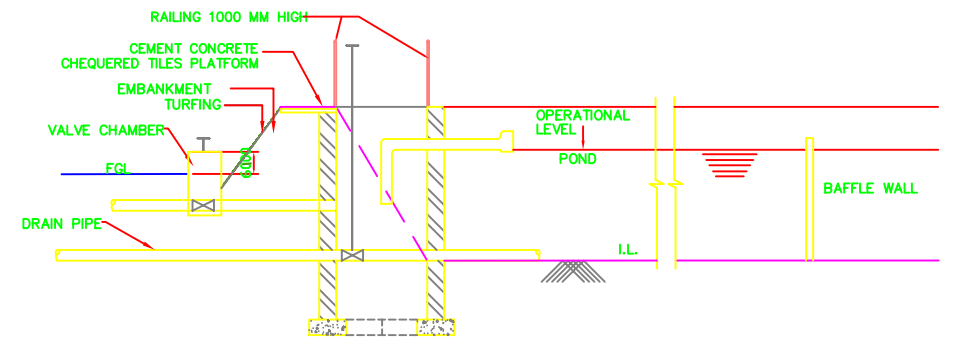 RAILING 1000 MM HIGH
CEMENT CONCRETE
CHEQUERED TILES PLATFORM
EMBANKMENT
TURFING
VALVE CHAMBER
FGL
OPERATIONAL
LEVEL
POND
BAFFLE WALL
DRAIN PIPE
I.L.